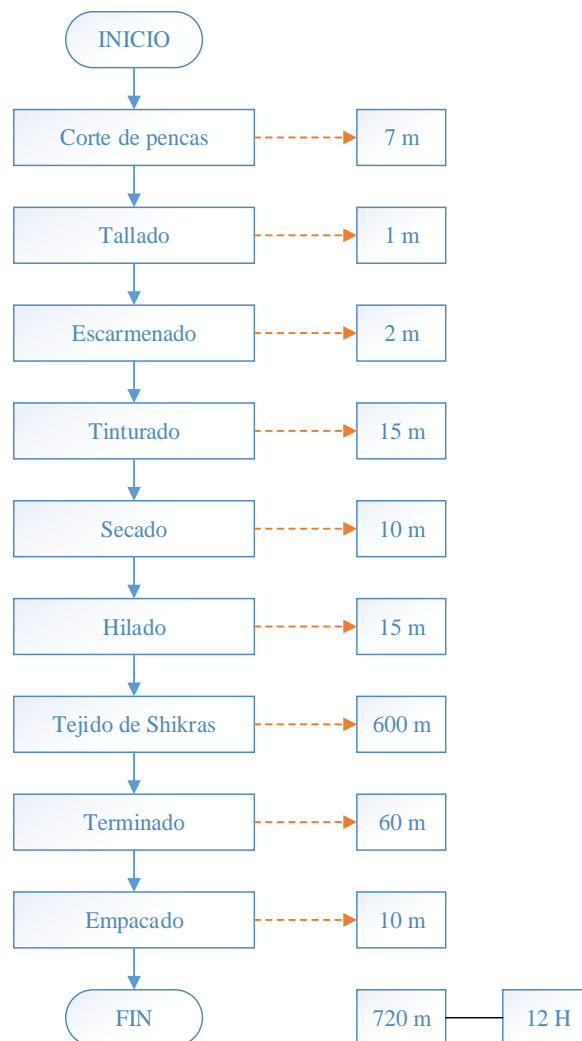 INICIO
Corte de pencas
7 m
Tallado
1 m
Escarmenado
2 m
Tinturado
15 m
Secado
10 m
Hilado
15 m
Tejido de Shikras
600 m
Terminado
60 m
Empacado
10 m
FIN
720 m
12 H